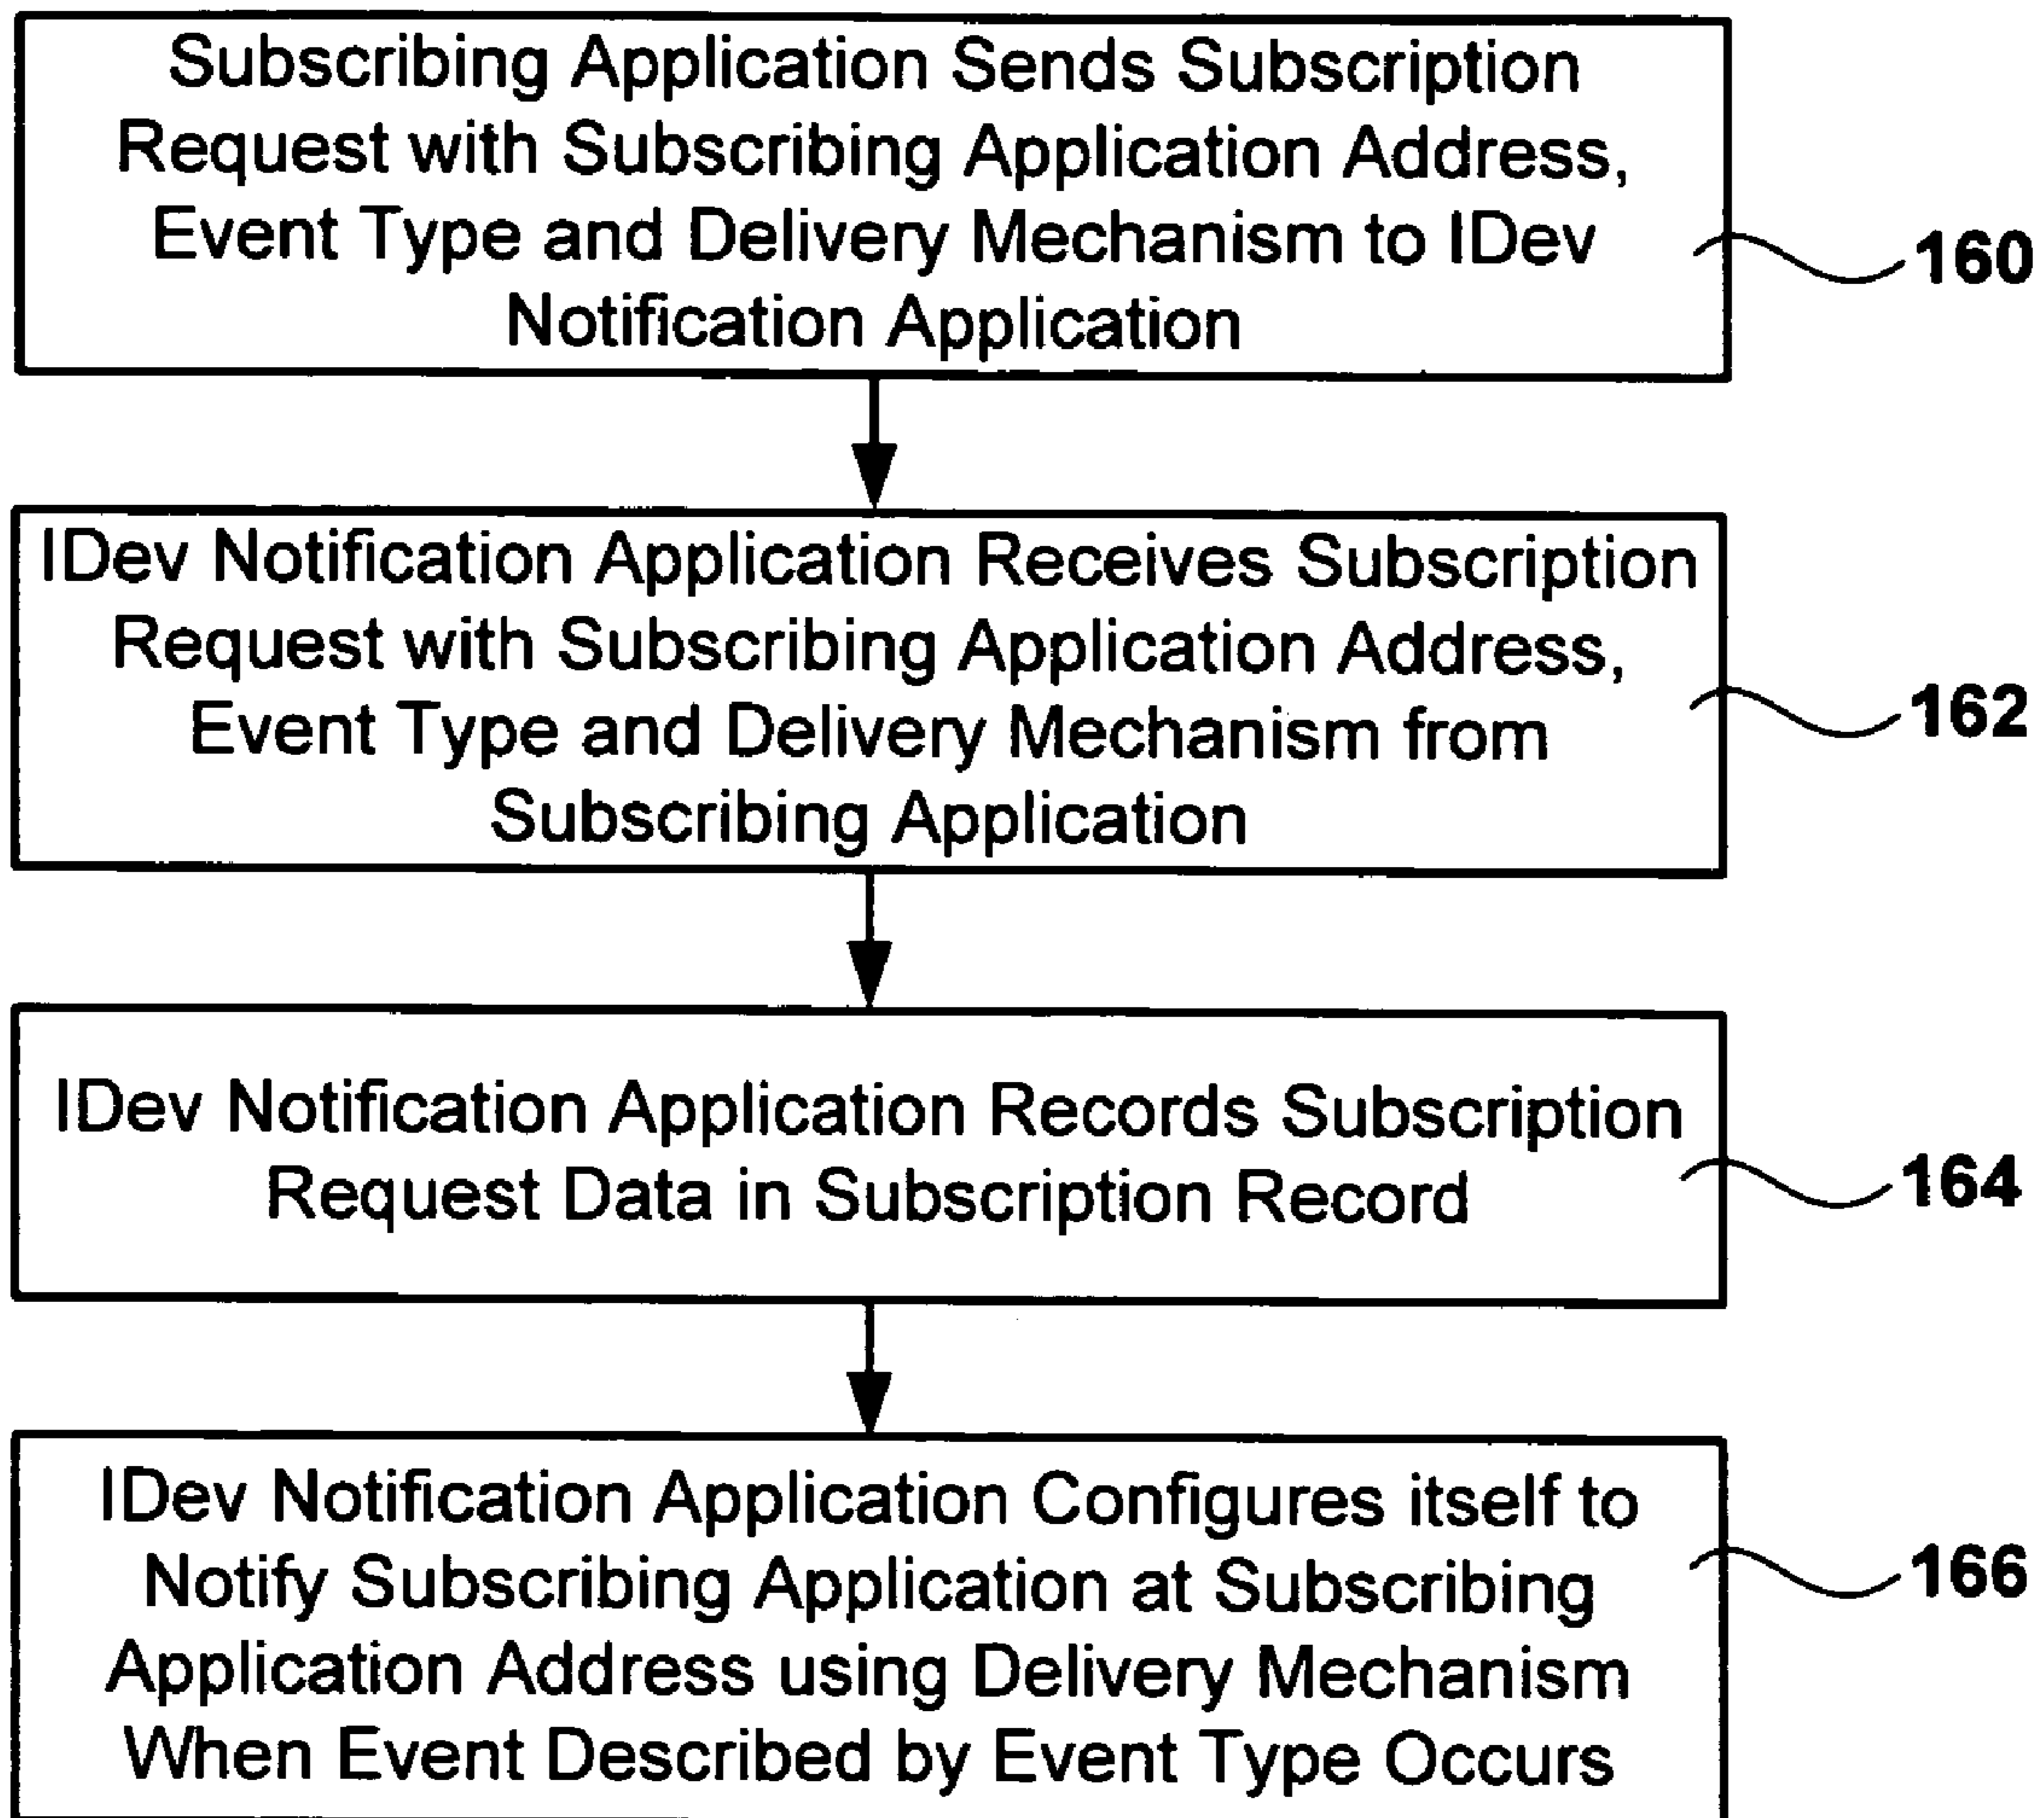 Subscribing Application Sends Subscription
Request with Subscribing Application Address,
Event Type and Delivery Mechanism to IDev
Notification Application
160
IDev Notification Application Receives Subscription
Request with Subscribing Application Address,
Event Type and Delivery Mechanism from
Subscribing Application
162
IDev Notification Application Records Subscription
Request Data in Subscription Record
164
IDev Notification Application Configures itself to
Notify Subscribing Application at Subscribing
Application Address using Delivery Mechanism
When Event Described by Event Type Occurs
166